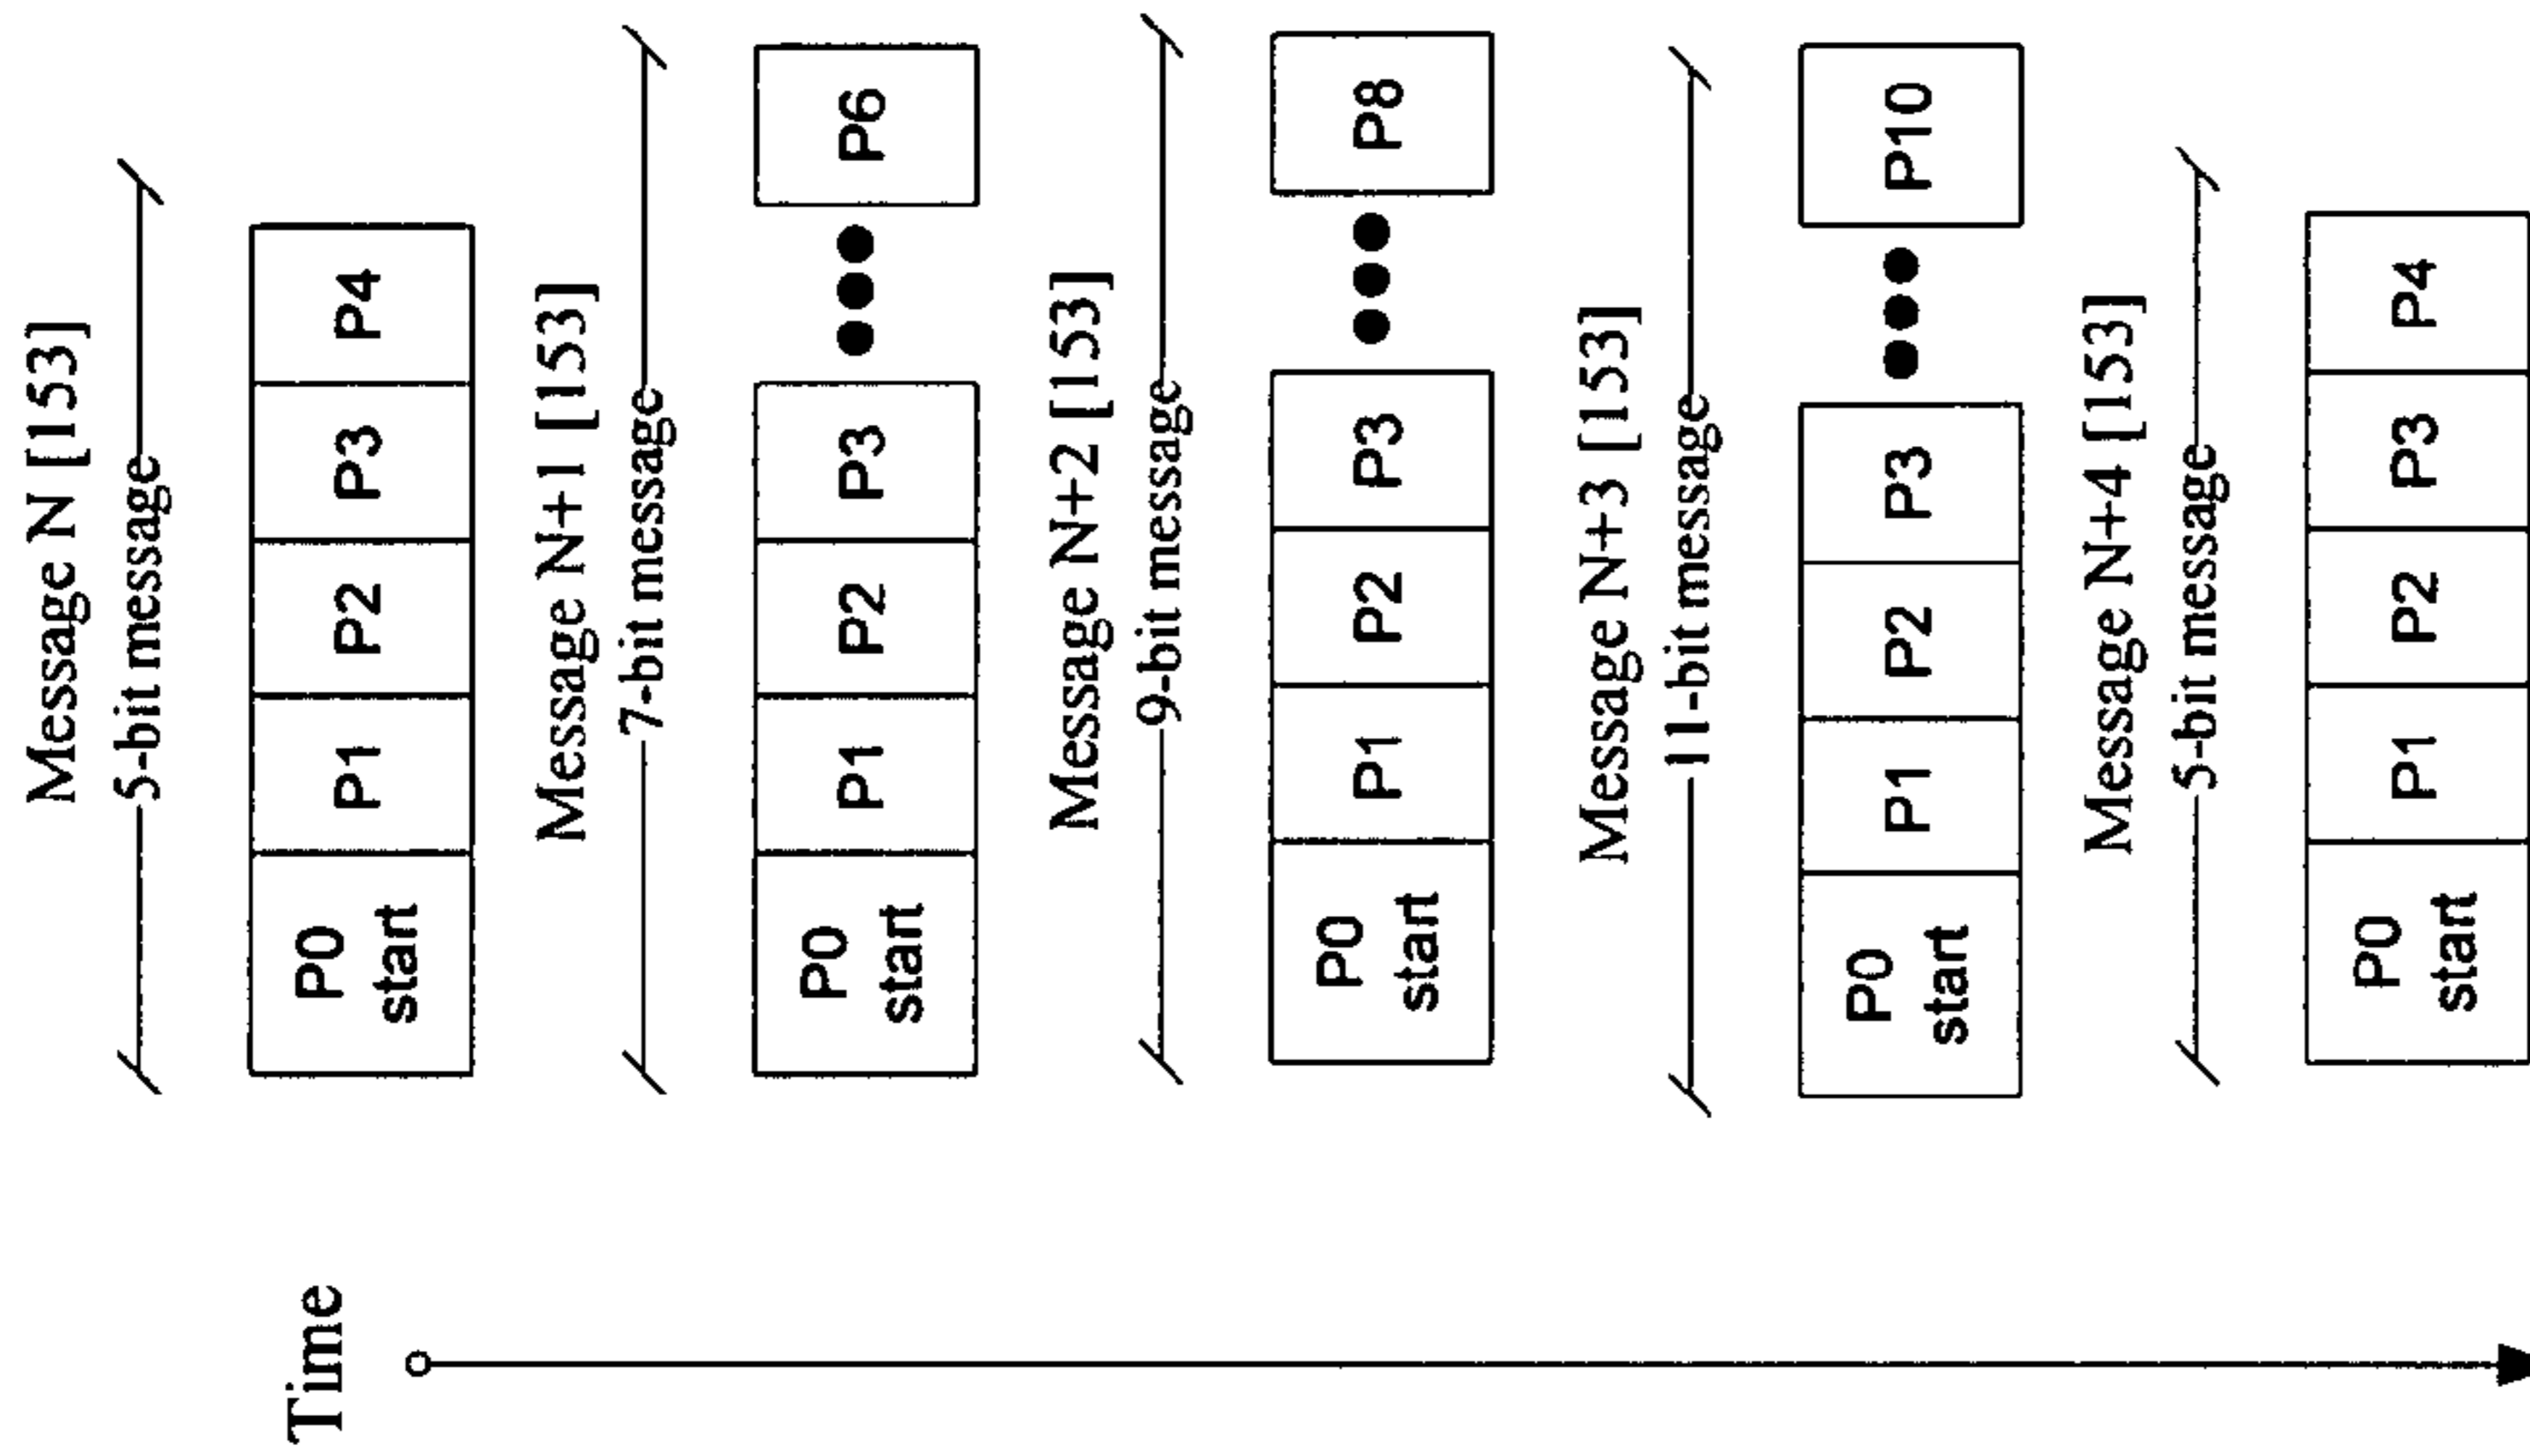 Time
Message N [153]
5-bit message
P0 start P1 P2 P3 P4
Message N+1 [153]
7-bit message
P0 start P1 P2 P3 ●●● P6
Message N+2 [153]
9-bit message
P0 start P1 P2 P3 ●●● P8
Message N+3 [153]
11-bit message
P0 start P1 P2 P3 ●●● P10
Message N+4 [153]
5-bit message
P0 start P1 P2 P3 P4